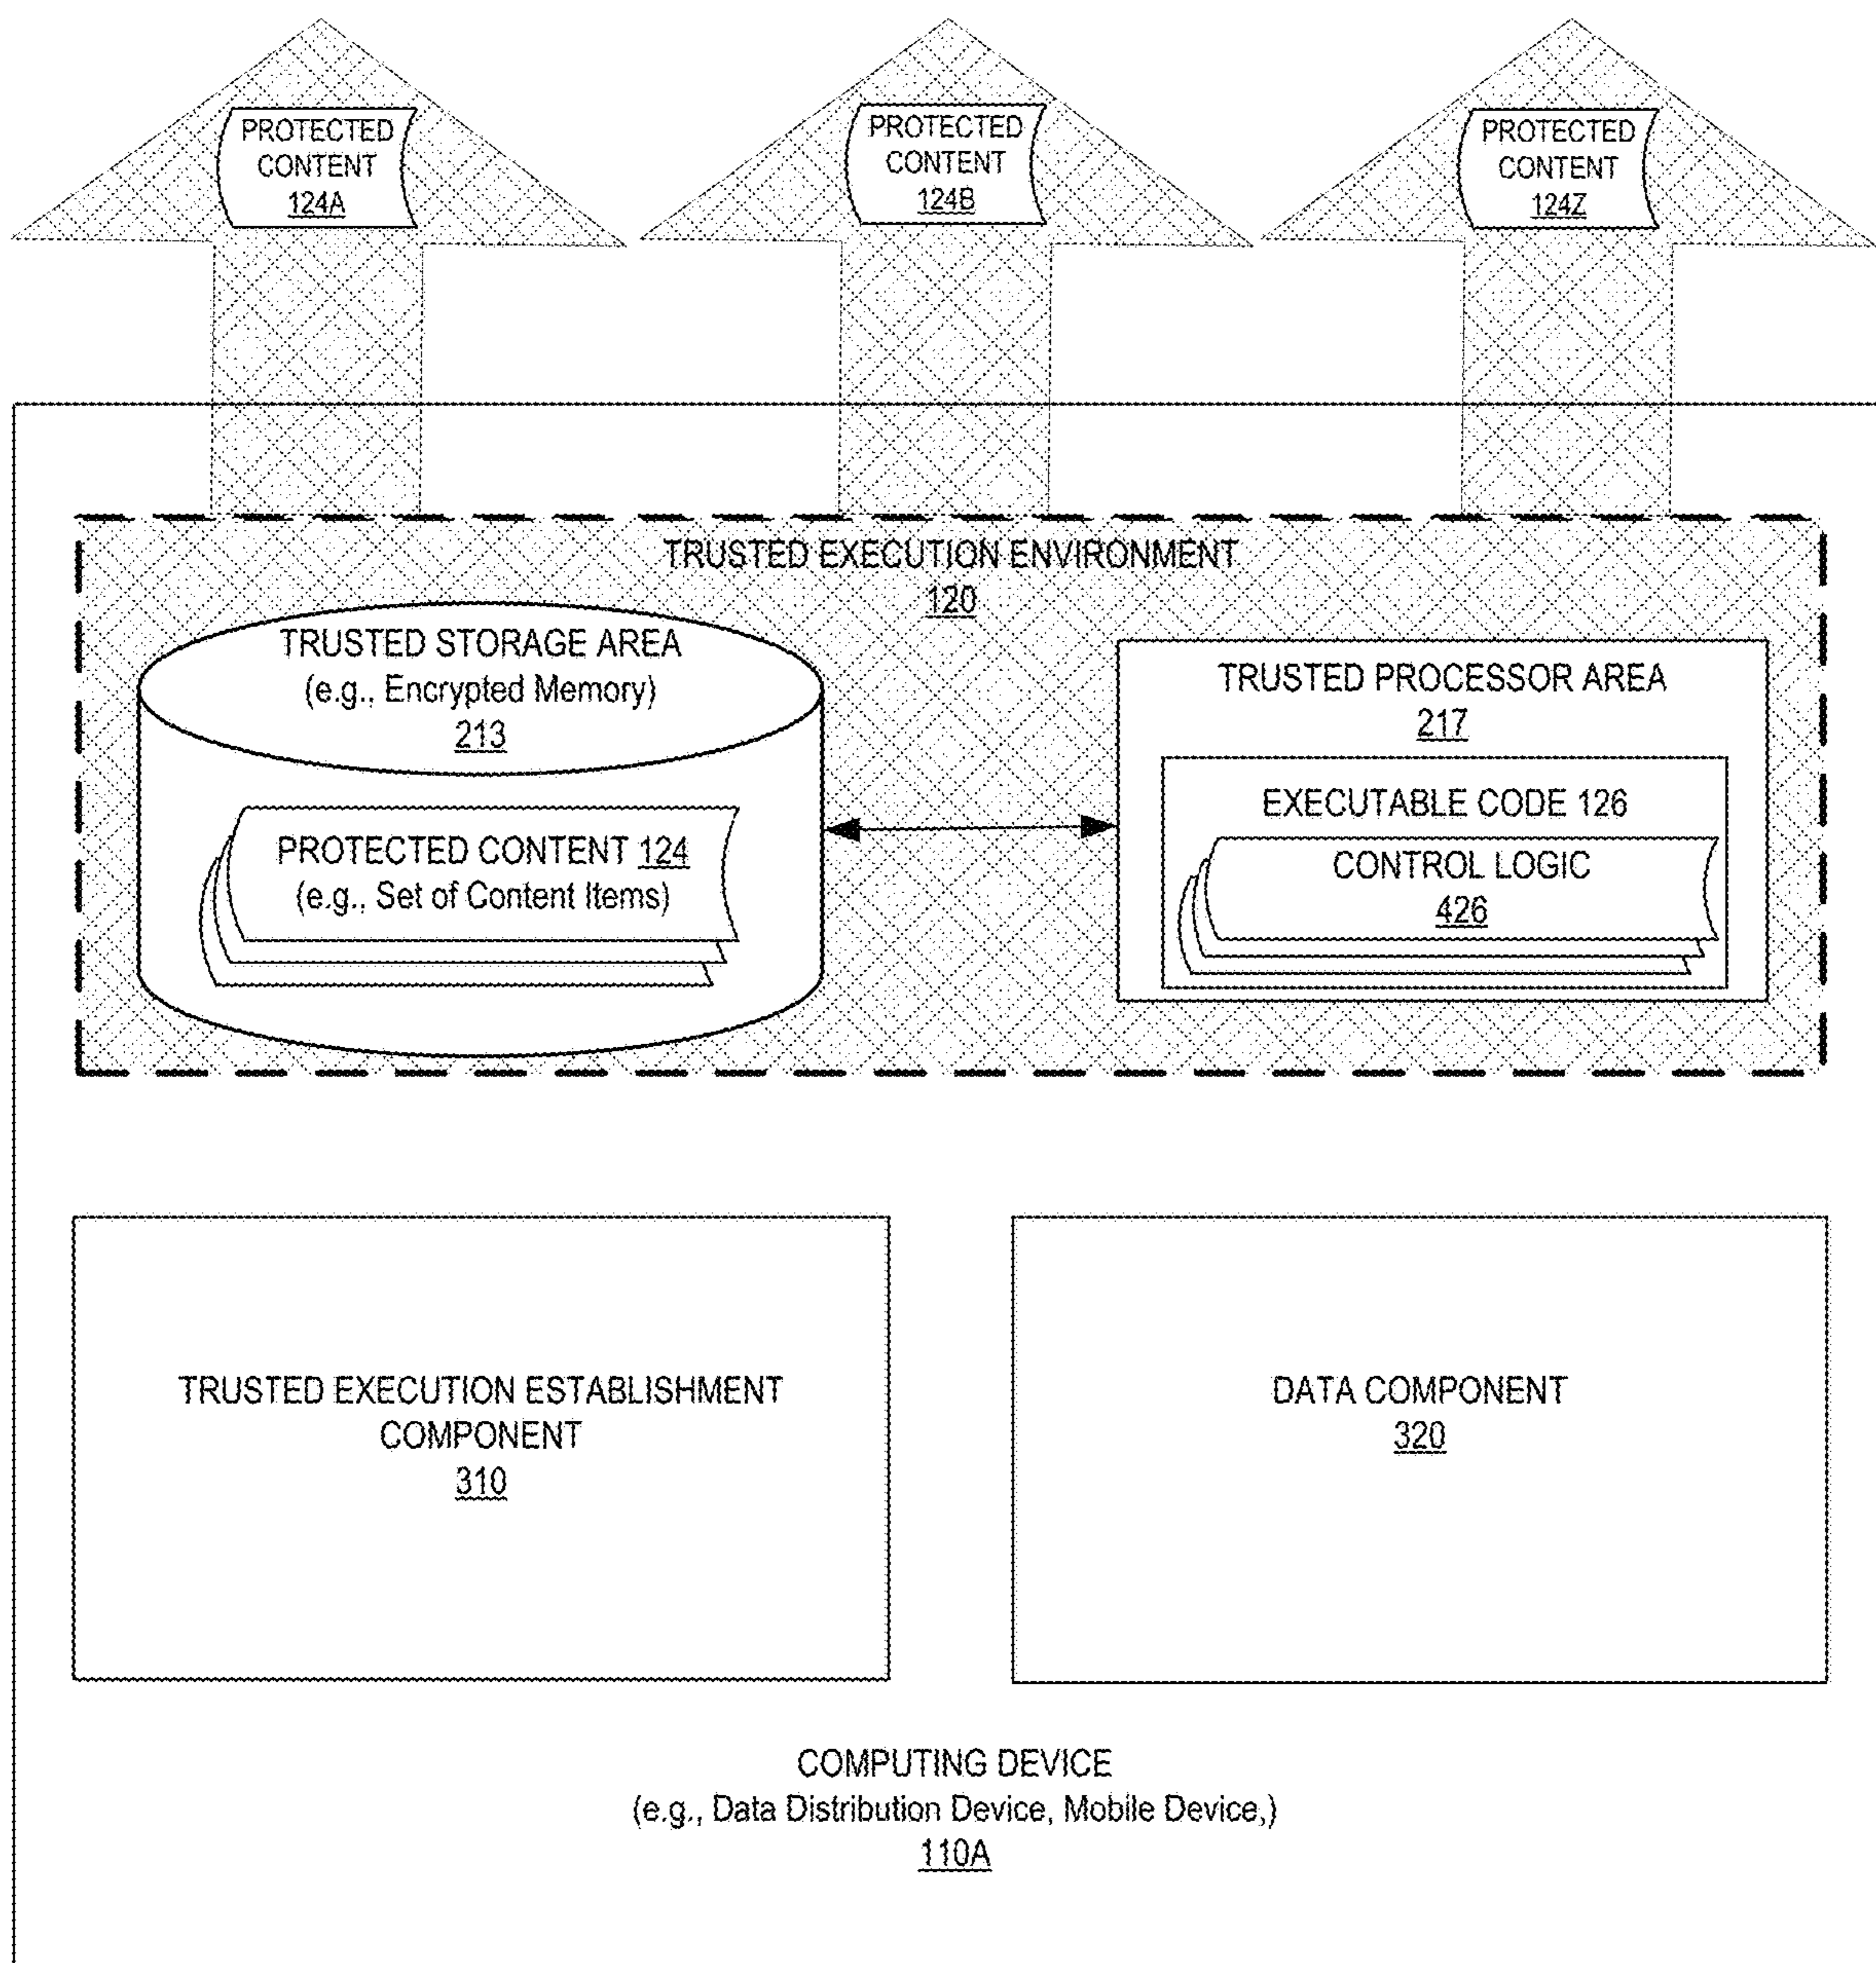 PROTECTED
CONTENT
124A
PROTECTED
CONTENT
124B
PROTECTED
CONTENT
124Z
TRUSTED EXECUTION ENVIRONMENT
120
TRUSTED STORAGE AREA
(e.g., Encrypted Memory)
213
PROTECTED CONTENT 124
(e.g., Set of Content Items)
TRUSTED PROCESSOR AREA
217
EXECUTABLE CODE 126
CONTROL LOGIC
426
TRUSTED EXECUTION ESTABLISHMENT
COMPONENT
310
DATA COMPONENT
320
COMPUTING DEVICE
(e.g., Data Distribution Device, Mobile Device,)
110A